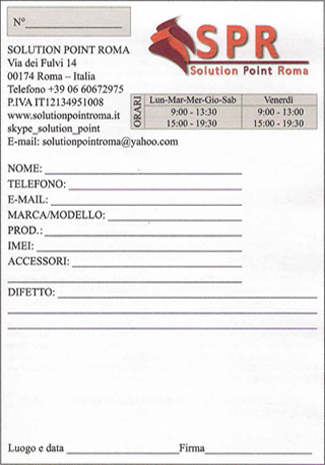 N°
SPR
Solution Point Roma
SOLUTION POINT ROMA
Via dei Fulvi 14
00174 Roma – Italia
Telefono +39 06 60672975
P.IVA IT12134951008
www.solutionpointroma.it
skype_solution_point
E-mail: solutionpointroma@yahoo.com
ORARI
Lun-Mar-Mer-Gio-Sab Venerdi
9:00 - 13:30 9:00 - 13:00
15:00 - 19:30 15:00 - 19:30
NOME:
TELEFONO:
E-MAIL:
MARCA/MODELLO:
PROD.:
IMEI:
ACCESSORI:
DIFETTO:
Luogo e data Firma